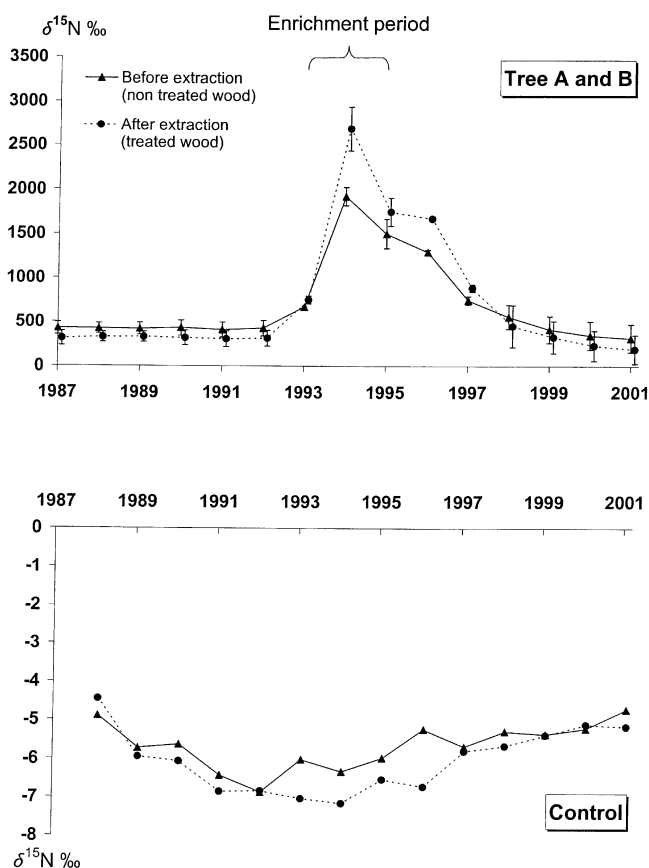 δ15N ‰
Enrichment period
3500
3000
2500
2000
1500
1000
500
0
Before extraction
(non treated wood)
After extraction
(treated wood)
Tree A and B
1987 1989 1991 1993 1995 1997 1999 2001
1987 1989 1991 1993 1995 1997 1999 2001
0
-1
-2
-3
-4
-5
-6
-7
-8
Control
δ15N ‰